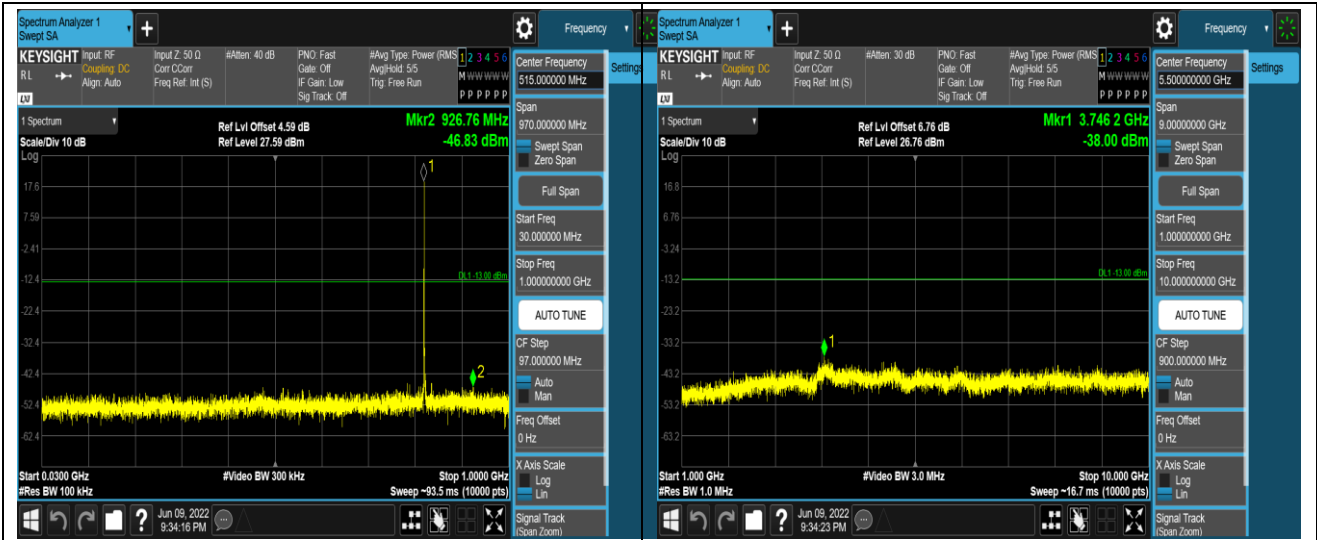 Spectrum Analyzer 1
Swept SA
+
Frequency
KEYSIGHT
RL
LXI
Input: RF
Coupling: DC
Align: Auto
Input Z: 50 Ω
Corr CCorr
Freq Ref: Int (S)
#Atten: 40 dB
PNO: Fast
Gate: Off
IF Gain: Low
Sig Track: Off
#Avg Type: Power (RMS
Avg|Hold: 5/5
Trig: Free Run
1 2 3 4 5 6
M W W W W W
P P P P P P
1 Spectrum
Scale/Div 10 dB
Log
Ref Lvl Offset 4.59 dB
Ref Level 27.59 dBm
Mkr2 926.76 MHz
-46.83 dBm
1
17.6
7.59
-2.41
-12.4
DL1 -13.00 dBm
-22.4
-32.4
-42.4
2
-52.4
-62.4
Start 0.0300 GHz
#Res BW 100 kHz
#Video BW 300 kHz
Stop 1.0000 GHz
Sweep ~93.5 ms (10000 pts)
Jun 09, 2022
9:34:16 PM
Center Frequency
515.000000 MHz
Settings
Span
970.000000 MHz
Swept Span
Zero Span
Full Span
Start Freq
30.000000 MHz
Stop Freq
1.000000000 GHz
AUTO TUNE
CF Step
97.000000 MHz
Auto
Man
Freq Offset
0 Hz
X Axis Scale
Log
Lin
Signal Track
(Span Zoom)
Spectrum Analyzer 1
Swept SA
+
Frequency
KEYSIGHT
RL
LXI
Input: RF
Coupling: DC
Align: Auto
Input Z: 50 Ω
Corr CCorr
Freq Ref: Int (S)
#Atten: 30 dB
PNO: Fast
Gate: Off
IF Gain: Low
Sig Track: Off
#Avg Type: Power (RMS
Avg|Hold: 5/5
Trig: Free Run
1 2 3 4 5 6
M W W W W W
P P P P P P
1 Spectrum
Scale/Div 10 dB
Log
Ref Lvl Offset 6.76 dB
Ref Level 26.76 dBm
Mkr1 3.746 2 GHz
-38.00 dBm
16.8
6.76
-3.24
-13.2
DL1 -13.00 dBm
-23.2
-33.2
1
-43.2
-53.2
-63.2
Start 1.000 GHz
#Res BW 1.0 MHz
#Video BW 3.0 MHz
Stop 10.000 GHz
Sweep ~16.7 ms (10000 pts)
Jun 09, 2022
9:34:23 PM
Center Frequency
5.500000000 GHz
Settings
Span
9.00000000 GHz
Swept Span
Zero Span
Full Span
Start Freq
1.000000000 GHz
Stop Freq
10.000000000 GHz
AUTO TUNE
CF Step
900.000000 MHz
Auto
Man
Freq Offset
0 Hz
X Axis Scale
Log
Lin
Signal Track
(Span Zoom)